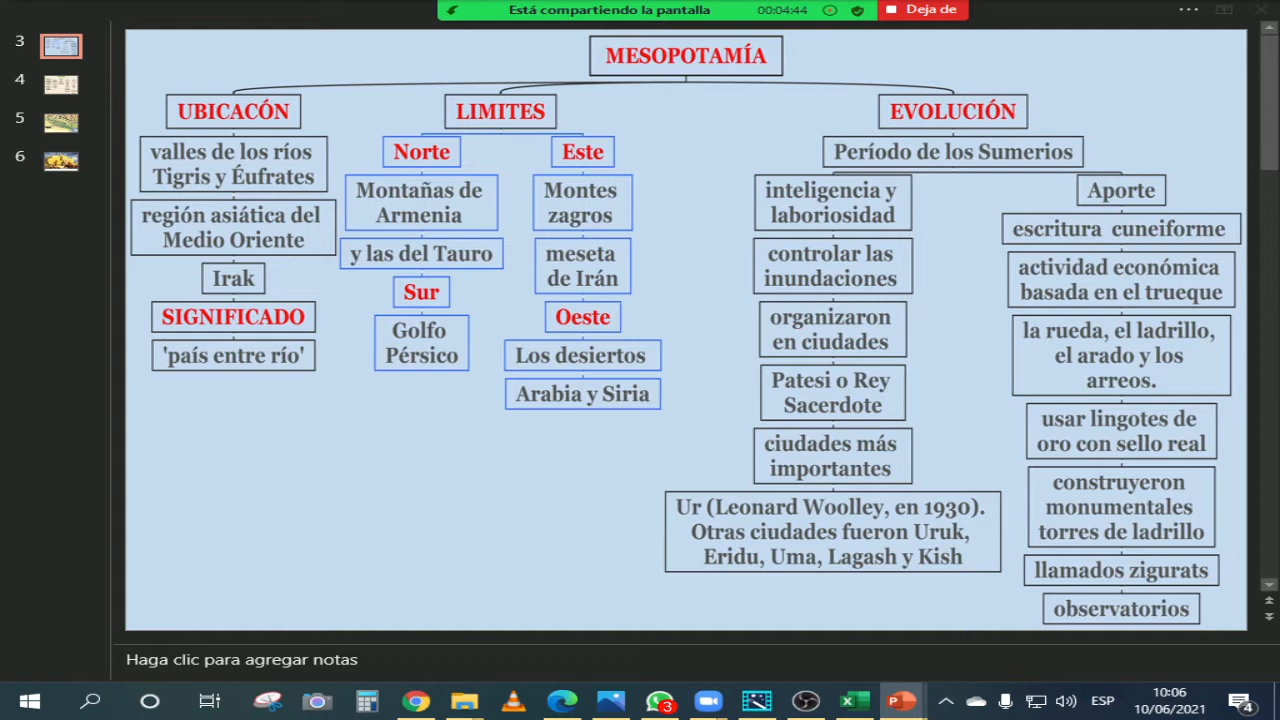 Está compartiendo la pantalla
00:04:44
Deja de
3
4
5
6
MESOPOTAMÍA
UBICACÓN
valles de los ríos
Tigris y Éufrates
región asiática del
Medio Oriente
Irak
SIGNIFICADO
'país entre río'
LIMITES
Norte
Montañas de
Armenia
y las del Tauro
Sur
Golfo
Pérsico
Este
Montes
zagros
meseta
de Irán
Oeste
Los desiertos
Arabia y Siria
EVOLUCIÓN
Período de los Sumerios
inteligencia y
laboriosidad
controlar las
inundaciones
organizaron
en ciudades
Patesi o Rey
Sacerdote
ciudades más
importantes
Ur (Leonard Woolley, en 1930).
Otras ciudades fueron Uruk,
Eridu, Uma, Lagash y Kish
Aporte
escritura cuneiforme
actividad económica
basada en el trueque
la rueda, el ladrillo,
el arado y los
arreos.
usar lingotes de
oro con sello real
construyeron
monumentales
torres de ladrillo
llamados zigurats
observatorios
Haga clic para agregar notas
3
ESP
10:06
10/06/2021
4